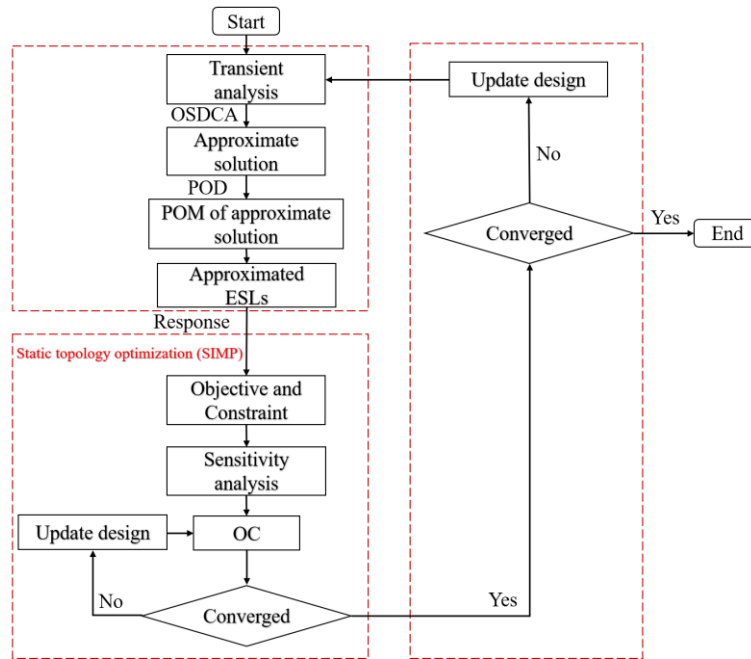 Start
Transient
analysis
OSDCA
Approximate
solution
POD
POM of approximate
solution
Approximated
ESLs
Response
Static topology optimization (SIMP)
Objective and
Constraint
Sensitivity
analysis
Update design
OC
No
Converged
Yes
Update design
No
Converged
Yes
End